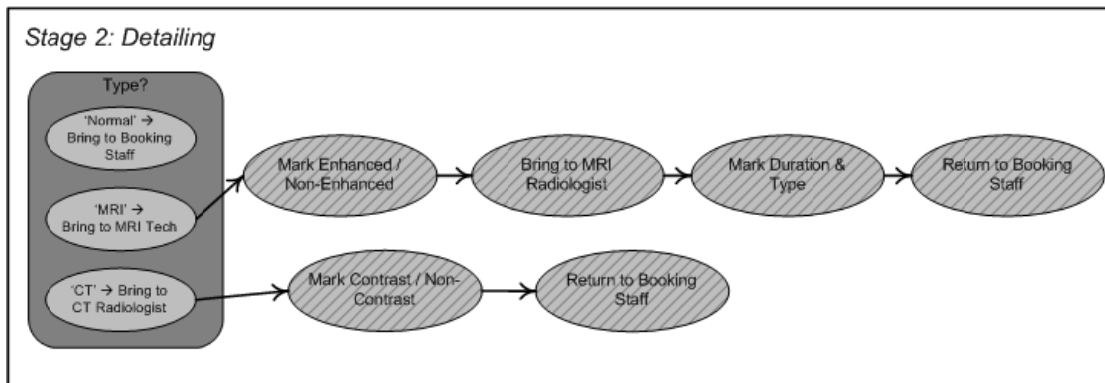 Stage 2: Detailing
Type?
‘Normal’ →
Bring to Booking
Staff
‘MRI’ →
Bring to MRI Tech
‘CT’ → Bring to
CT Radiologist
Mark Enhanced /
Non-Enhanced
Bring to MRI
Radiologist
Mark Duration &
Type
Return to Booking
Staff
Mark Contrast / Non-
Contrast
Return to Booking
Staff